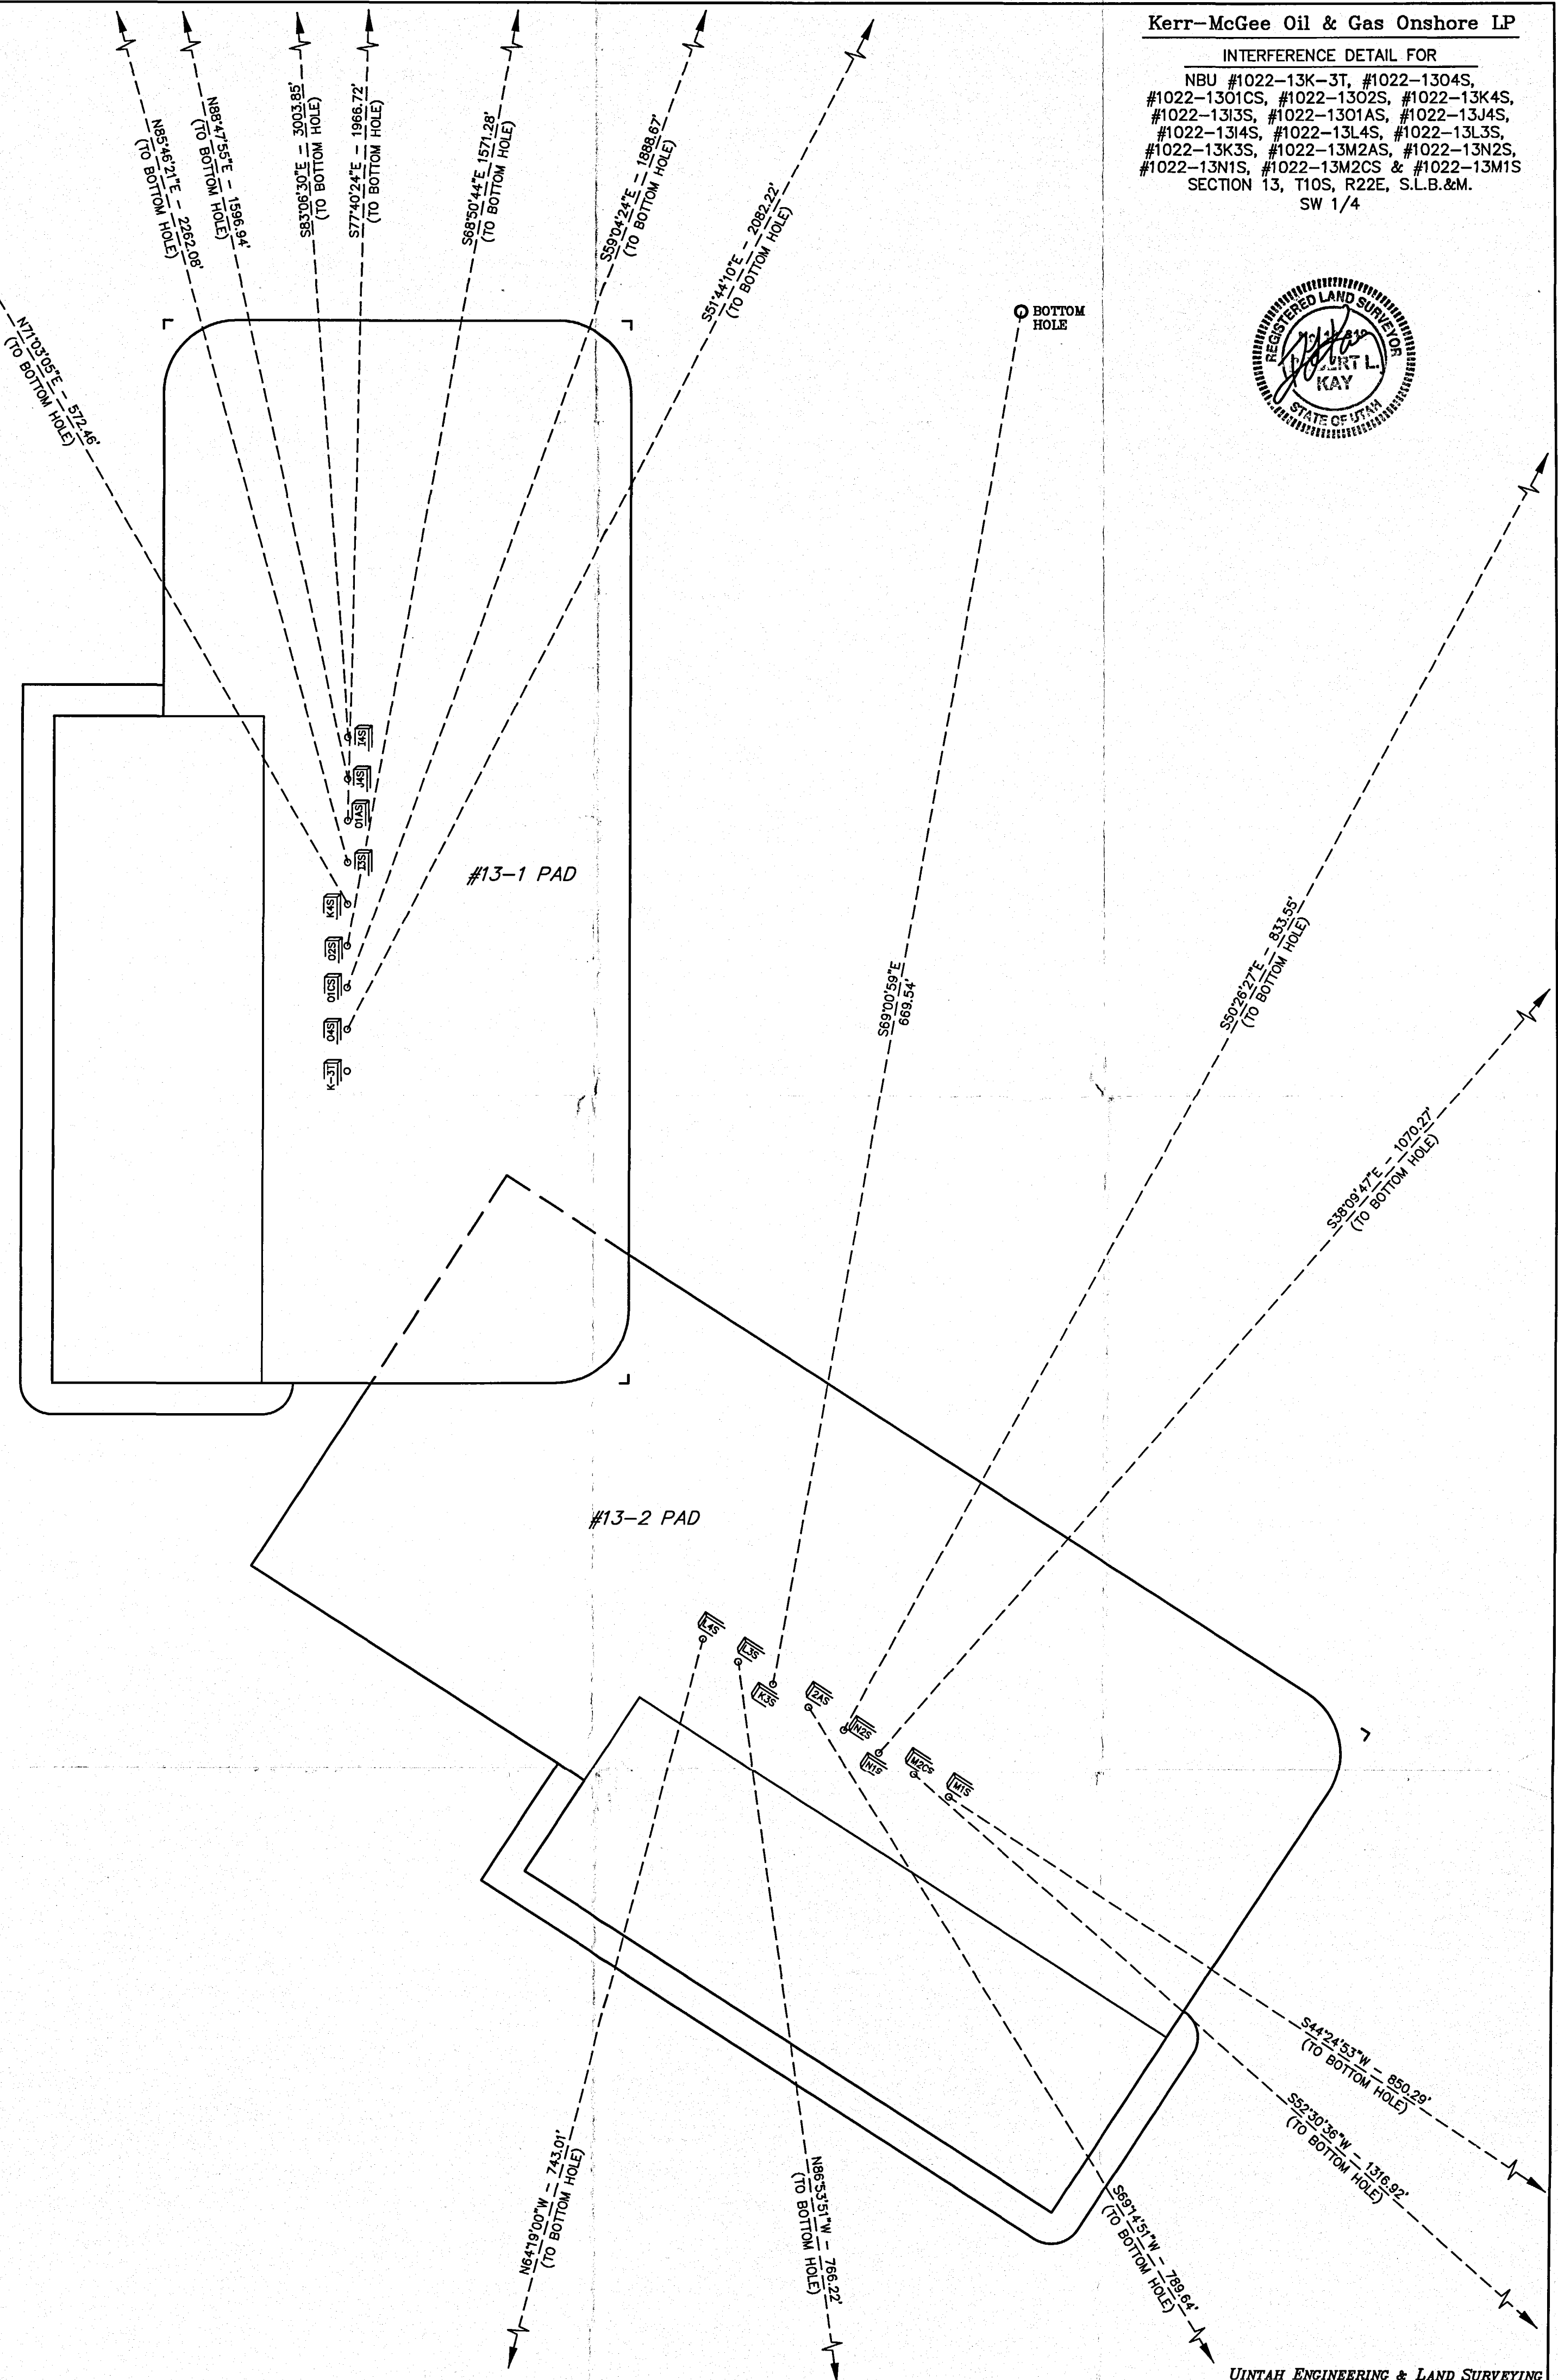 Kerr-McGee Oil & Gas Onshore LP
INTERFERENCE DETAIL FOR
NBU #1022-13K-3T, #1022-13O4S,
#1022-13O1CS, #1022-13O2S, #1022-13K4S,
#1022-13I3S, #1022-13O1AS, #1022-13J4S,
#1022-13I4S, #1022-13L4S, #1022-13L3S,
#1022-13K3S, #1022-13M2AS, #1022-13N2S,
#1022-13N1S, #1022-13M2CS & #1022-13M1S
SECTION 13, T10S, R22E, S.L.B.&M.
SW 1/4
REGISTERED LAND SURVEYOR
KAY
STATE OF UTAH
N71°03'05"E - 572.46'
(TO BOTTOM HOLE)
N85°46'21"E - 2262.08'
(TO BOTTOM HOLE)
N88°47'55"E - 1596.94'
(TO BOTTOM HOLE)
S83°06'30"E - 3003.85'
(TO BOTTOM HOLE)
S77°40'24"E - 1966.72'
(TO BOTTOM HOLE)
S68°50'44"E 1571.28'
(TO BOTTOM HOLE)
S59°04'24"E - 1888.67'
(TO BOTTOM HOLE)
S51°44'10"E - 2082.22'
(TO BOTTOM HOLE)
BOTTOM
HOLE
I4S
J4S
O1AS
I3S
K4S
O2S
O1CS
O4S
K-3T
#13-1 PAD
S69°00'59"E
669.54'
S50°26'27"E - 833.55'
(TO BOTTOM HOLE)
S38°09'47"E - 1070.27'
(TO BOTTOM HOLE)
#13-2 PAD
L4S
L3S
K3S
2AS
N2S
N1S
M2CS
M1S
S44°24'53"W - 850.29'
(TO BOTTOM HOLE)
S52°30'36"W - 1316.92'
(TO BOTTOM HOLE)
S69°14'51"W - 789.64'
(TO BOTTOM HOLE)
N86°53'51"W - 766.22'
(TO BOTTOM HOLE)
N64°19'00"W - 743.01'
(TO BOTTOM HOLE)
UINTAH ENGINEERING & LAND SURVEYING